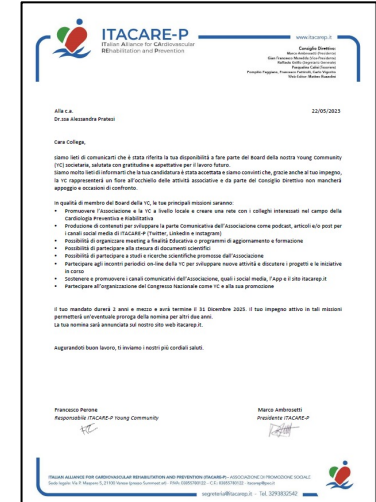 ITACARE-P
ITalian Alliance for CArdiovascular
REhabilitation and Prevention
www.itacarep.it
Consiglio Direttivo:
Marco Ambrosetti (Presidente)
Gian Francesco Mureddu (Vice Presidente)
Raffaele Griffo (Segretario Generale)
Pasqualina Calisi (Tesoriere)
Pompilio Faggiano, Francesco Fattirolli, Carlo Vigorito
Web Editor: Matteo Ruzzolini
Alla c.a.
22/05/2023
Dr.ssa Alessandra Pratesi
Cara Collega,
siamo lieti di comunicarti che è stata riferita la tua disponibilità a fare parte del Board della nostra Young Community
(YC) societaria, salutata con gratitudine e aspettative per il lavoro futuro.
Siamo molto lieti di informarti che la tua candidatura è stata accettata e siamo convinti che, grazie anche al tuo impegno,
la YC rappresenterà un fiore all'occhiello delle attività associative e da parte del Consiglio Direttivo non mancherà
appoggio e occasioni di confronto.
In qualità di membro del Board della YC, le tue principali missioni saranno:
• Promuovere l'Associazione e la YC a livello locale e creare una rete con i colleghi interessati nel campo della
Cardiologia Preventiva e Riabilitativa
• Produzione di contenuti per sviluppare la parte Comunicativa dell'Associazione come podcast, articoli e/o post per
i canali social media di ITACARE-P (Twitter, Linkedin e Instagram)
• Possibilità di organizzare meeting a finalità educativa o programmi di aggiornamento e formazione
• Possibilità di partecipare alla stesura di documenti scientifici
• Possibilità di partecipare a studi e ricerche scientifiche promosse dall'Associazione
• Partecipare agli incontri periodici on-line della YC per sviluppare nuove attività e discutere i progetti e le iniziative
in corso
• Sostenere e promuovere i canali comunicativi dell'Associazione, quali i social media, l'App e il sito itacarep.it
• Partecipare all'organizzazione del Congresso Nazionale come YC e alla sua promozione
Il tuo mandato durerà 2 anni e mezzo e avrà termine il 31 Dicembre 2025. Il tuo impegno attivo in tali missioni
permetterà un'eventuale proroga della nomina per altri due anni.
La tua nomina sarà annunciata sul nostro sito web itacarep.it.
Augurandoti buon lavoro, ti inviamo i nostri più cordiali saluti.
Francesco Perone
Marco Ambrosetti
Responsabile ITACARE-P Young Community
Presidente ITACARE-P
ITALIAN ALLIANCE FOR CARDIOVASCULAR REHABILITATION AND PREVENTION (ITACARE-P) - ASSOCIAZIONE DI PROMOZIONE SOCIALE
segreteria@itacarep.it - Tel. 3293832542